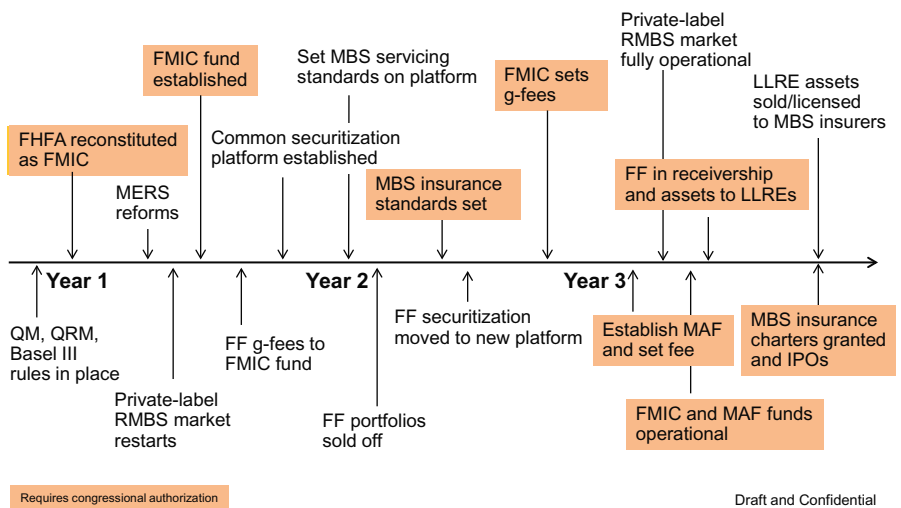 Private-label
RMBS market
fully operational
FMIC fund
established
Set MBS servicing
standards on platform
FMIC sets
g-fees
LLRE assets
sold/licensed
to MBS insurers
FHFA reconstituted
as FMIC
Common securitization
platform established
MERS
reforms
MBS insurance
standards set
FF in receivership
and assets to LLREs
Year 1
Year 2
Year 3
QM, QRM,
Basel III
rules in place
FF g-fees to
FMIC fund
FF securitization
moved to new platform
Establish MAF
and set fee
MBS insurance
charters granted
and IPOs
Private-label
RMBS market
restarts
FF portfolios
sold off
FMIC and MAF funds
operational
Requires congressional authorization
Draft and Confidential